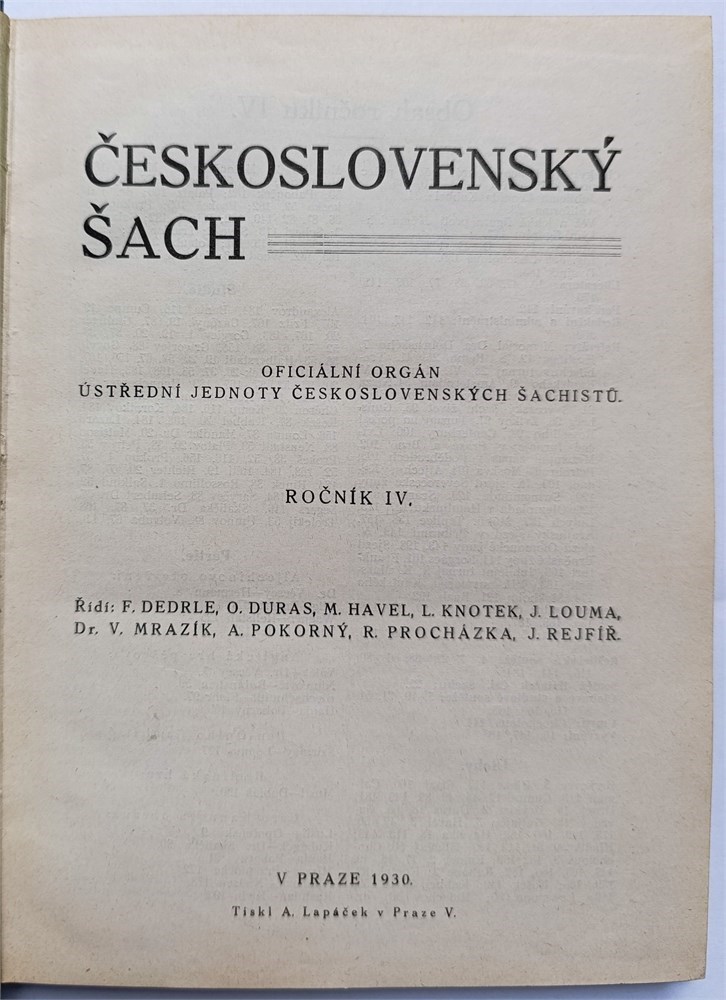 ČESKOSLOVENSKÝ
ŠACH
OFICIÁLNÍ ORGÁN
ÚSTŘEDNÍ JEDNOTY ČESKOSLOVENSKÝCH ŠACHISTŮ.
ROČNÍK IV.
Řídí: F. DEDRLE, O. DURAS, M. HAVEL, L. KNOTEK, J. LOUMA,
Dr. V. MRAZÍK, A. POKORNÝ, R. PROCHÁZKA, J. REJFÍŘ.
V PRAZE 1930.
Tiskl A. Lapáček v Praze V.